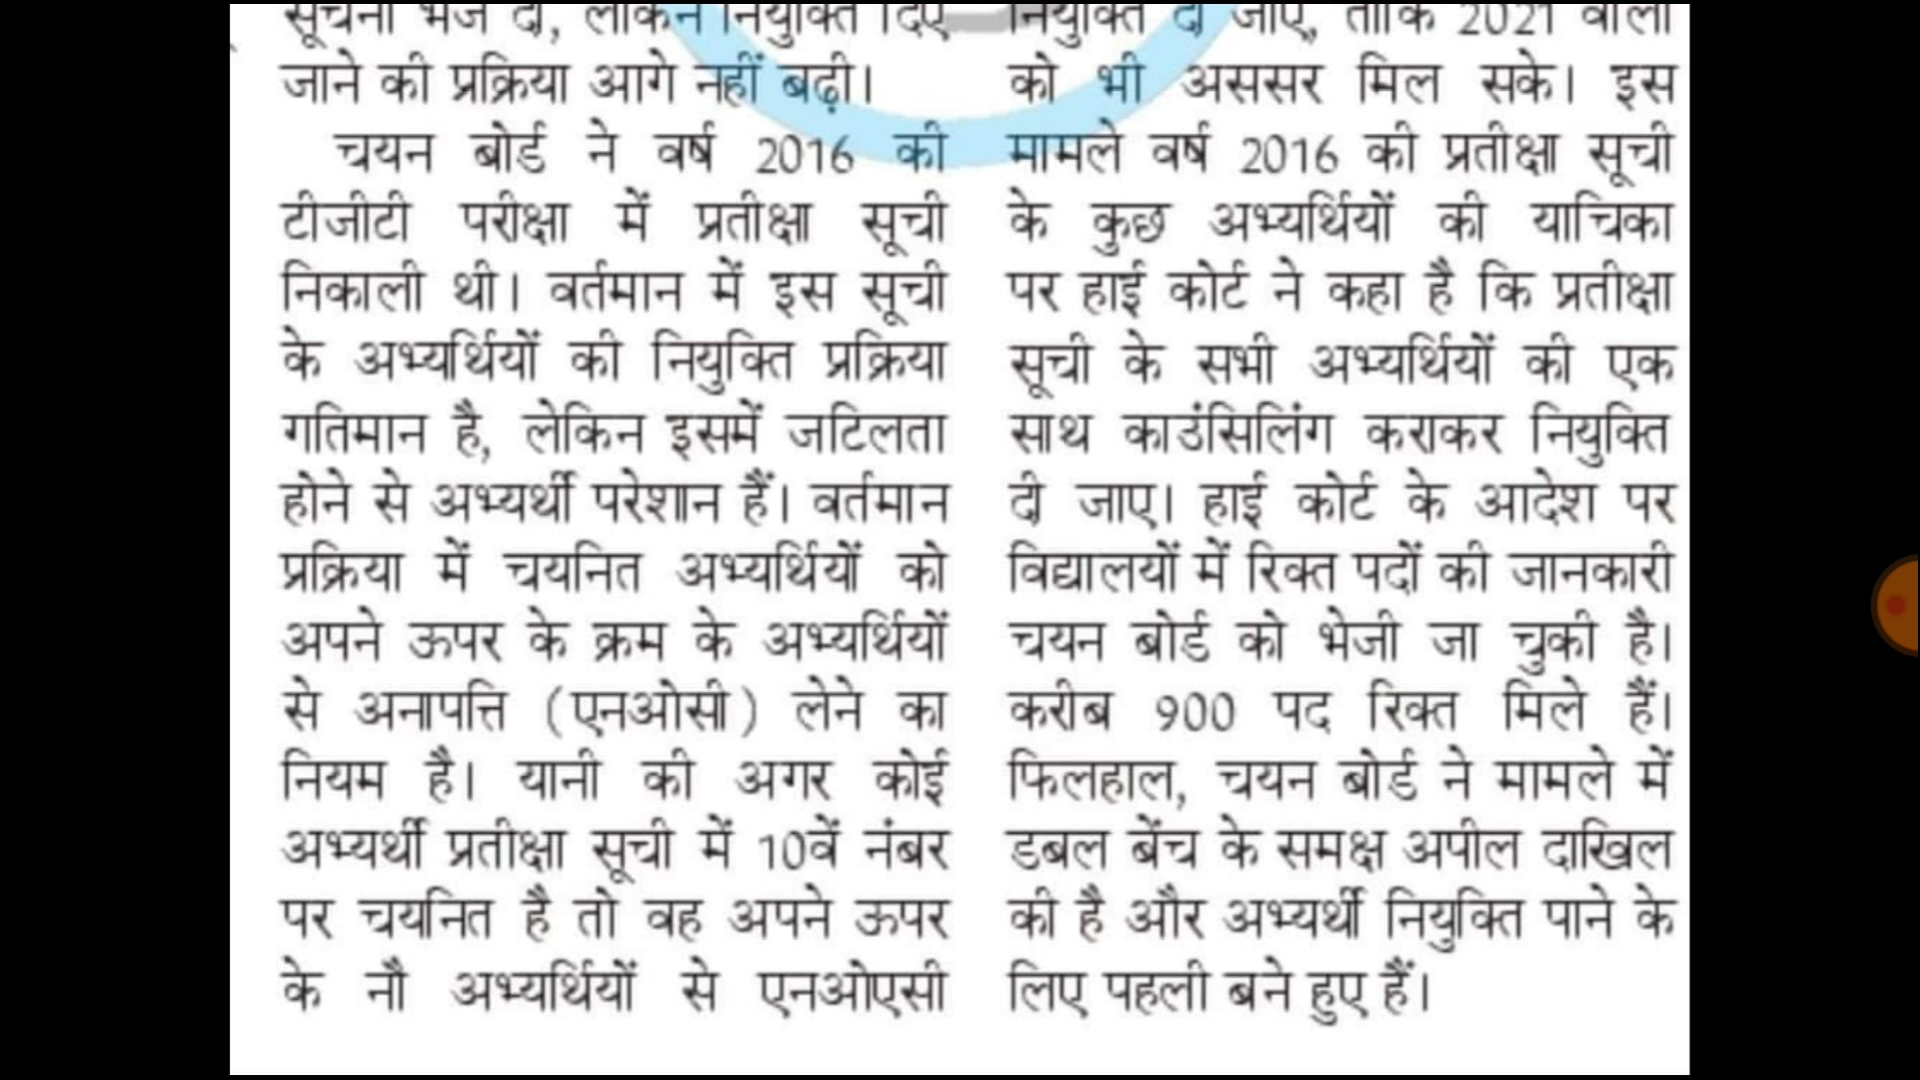 सूचना भेज दी, लेकिन नियुक्ति दिए
जाने की प्रक्रिया आगे नहीं बढ़ी।
चयन बोर्ड ने वर्ष 2016 की
टीजीटी परीक्षा में प्रतीक्षा सूची
निकाली थी। वर्तमान में इस सूची
के अभ्यर्थियों की नियुक्ति प्रक्रिया
गतिमान है, लेकिन इसमें जटिलता
होने से अभ्यर्थी परेशान हैं। वर्तमान
प्रक्रिया में चयनित अभ्यर्थियों को
अपने ऊपर के क्रम के अभ्यर्थियों
से अनापत्ति (एनओसी) लेने का
नियम है। यानी की अगर कोई
अभ्यर्थी प्रतीक्षा सूची में 10वें नंबर
पर चयनित है तो वह अपने ऊपर
के नौ अभ्यर्थियों से एनओएसी
नियुक्ति दी जाए, ताकि 2021 वालों
को भी अससर मिल सके। इस
मामले वर्ष 2016 की प्रतीक्षा सूची
के कुछ अभ्यर्थियों की याचिका
पर हाई कोर्ट ने कहा है कि प्रतीक्षा
सूची के सभी अभ्यर्थियों की एक
साथ काउंसिलिंग कराकर नियुक्ति
दी जाए। हाई कोर्ट के आदेश पर
विद्यालयों में रिक्त पदों की जानकारी
चयन बोर्ड को भेजी जा चुकी है।
करीब 900 पद रिक्त मिले हैं।
फिलहाल, चयन बोर्ड ने मामले में
डबल बेंच के समक्ष अपील दाखिल
की है और अभ्यर्थी नियुक्ति पाने के
लिए पहली बने हुए हैं।